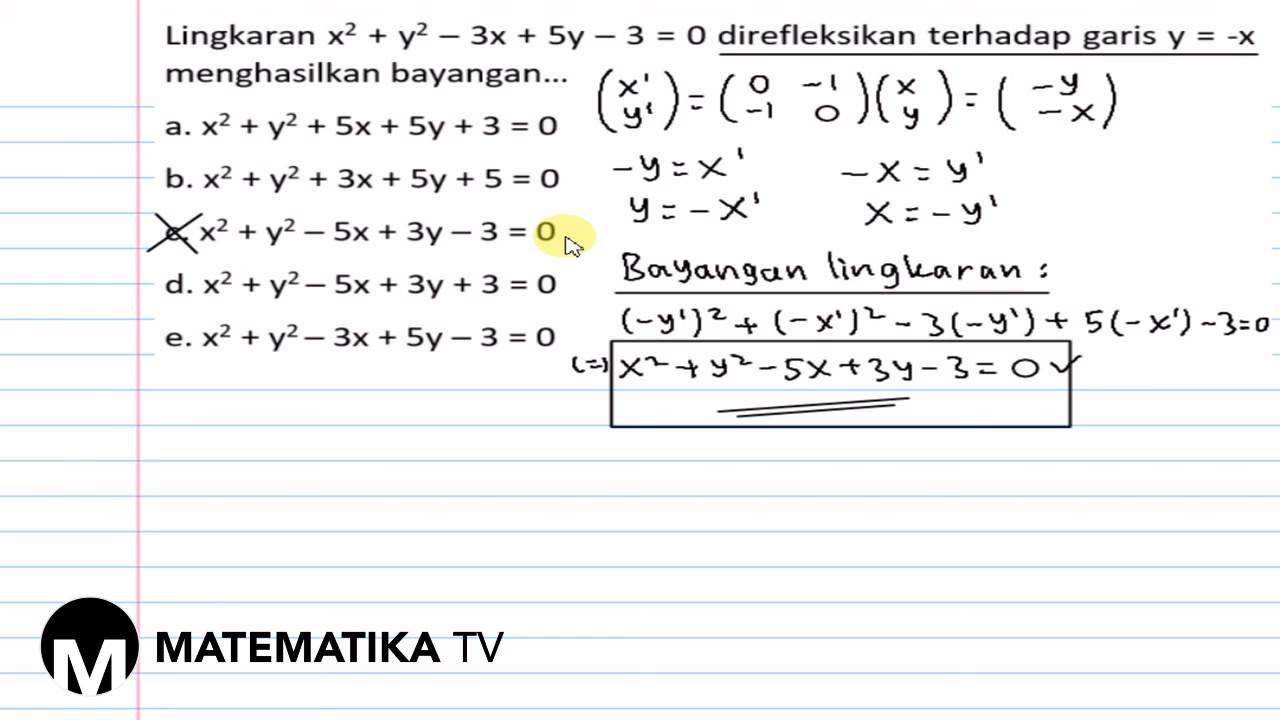 Lingkaran x² + y² − 3x + 5y − 3 = 0 direfleksikan terhadap garis y = -x
menghasilkan bayangan...
a. x² + y² + 5x + 5y + 3 = 0
b. x² + y² + 3x + 5y + 5 = 0
c. x² + y² − 5x + 3y − 3 = 0
d. x² + y² − 5x + 3y + 3 = 0
e. x² + y² − 3x + 5y − 3 = 0
(x' y') = (0 −1 −1 0)(x y) = (−y −x)
−y = x' −x = y'
y = −x' x = −y'
Bayangan lingkaran :
(−y')² + (−x')² − 3(−y') + 5(−x') − 3 = 0
(=) x² + y² − 5x + 3y − 3 = 0 ✓
M MATEMATIKA TV